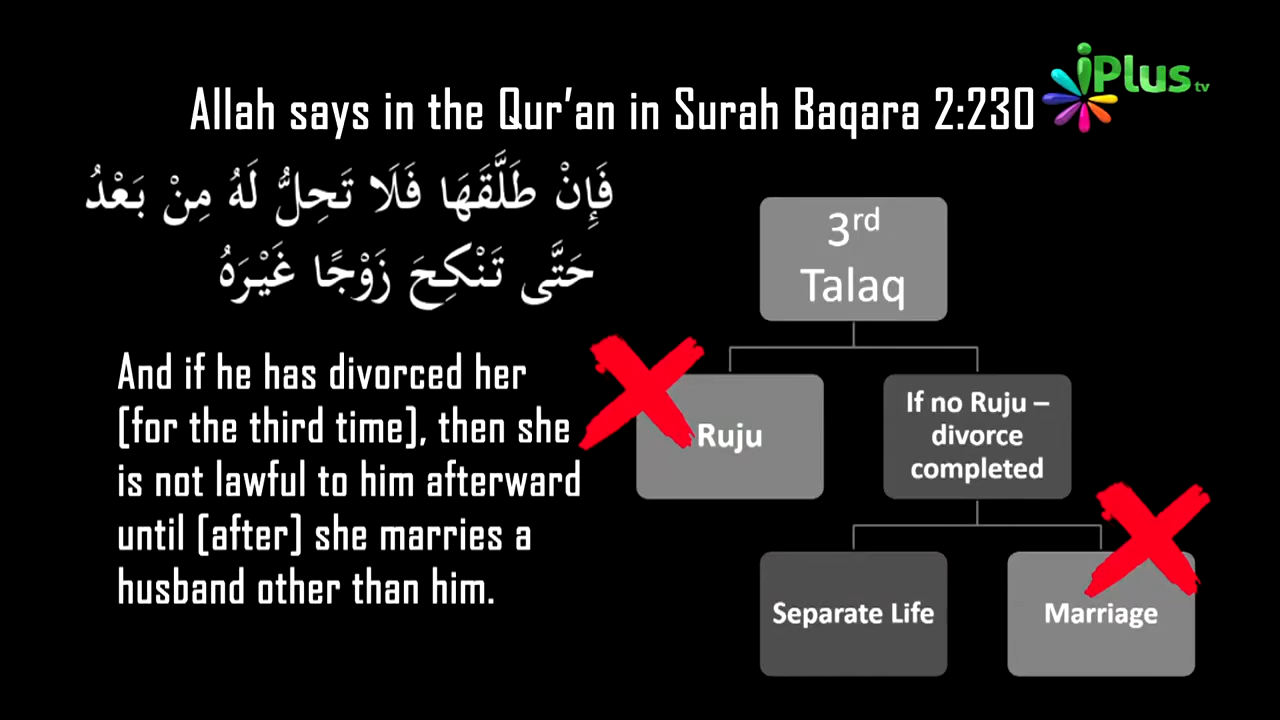 Allah says in the Qur’an in Surah Baqara 2:230
iPlus tv
فَإِنْ طَلَّقَهَا فَلَا تَحِلُّ لَهُ مِنْ بَعْدُ
حَتَّى تَنْكِحَ زَوْجًا غَيْرَهُ
And if he has divorced her
[for the third time], then she
is not lawful to him afterward
until [after] she marries a
husband other than him.
3rd
Talaq
Ruju
If no Ruju –
divorce
completed
Separate Life
Marriage